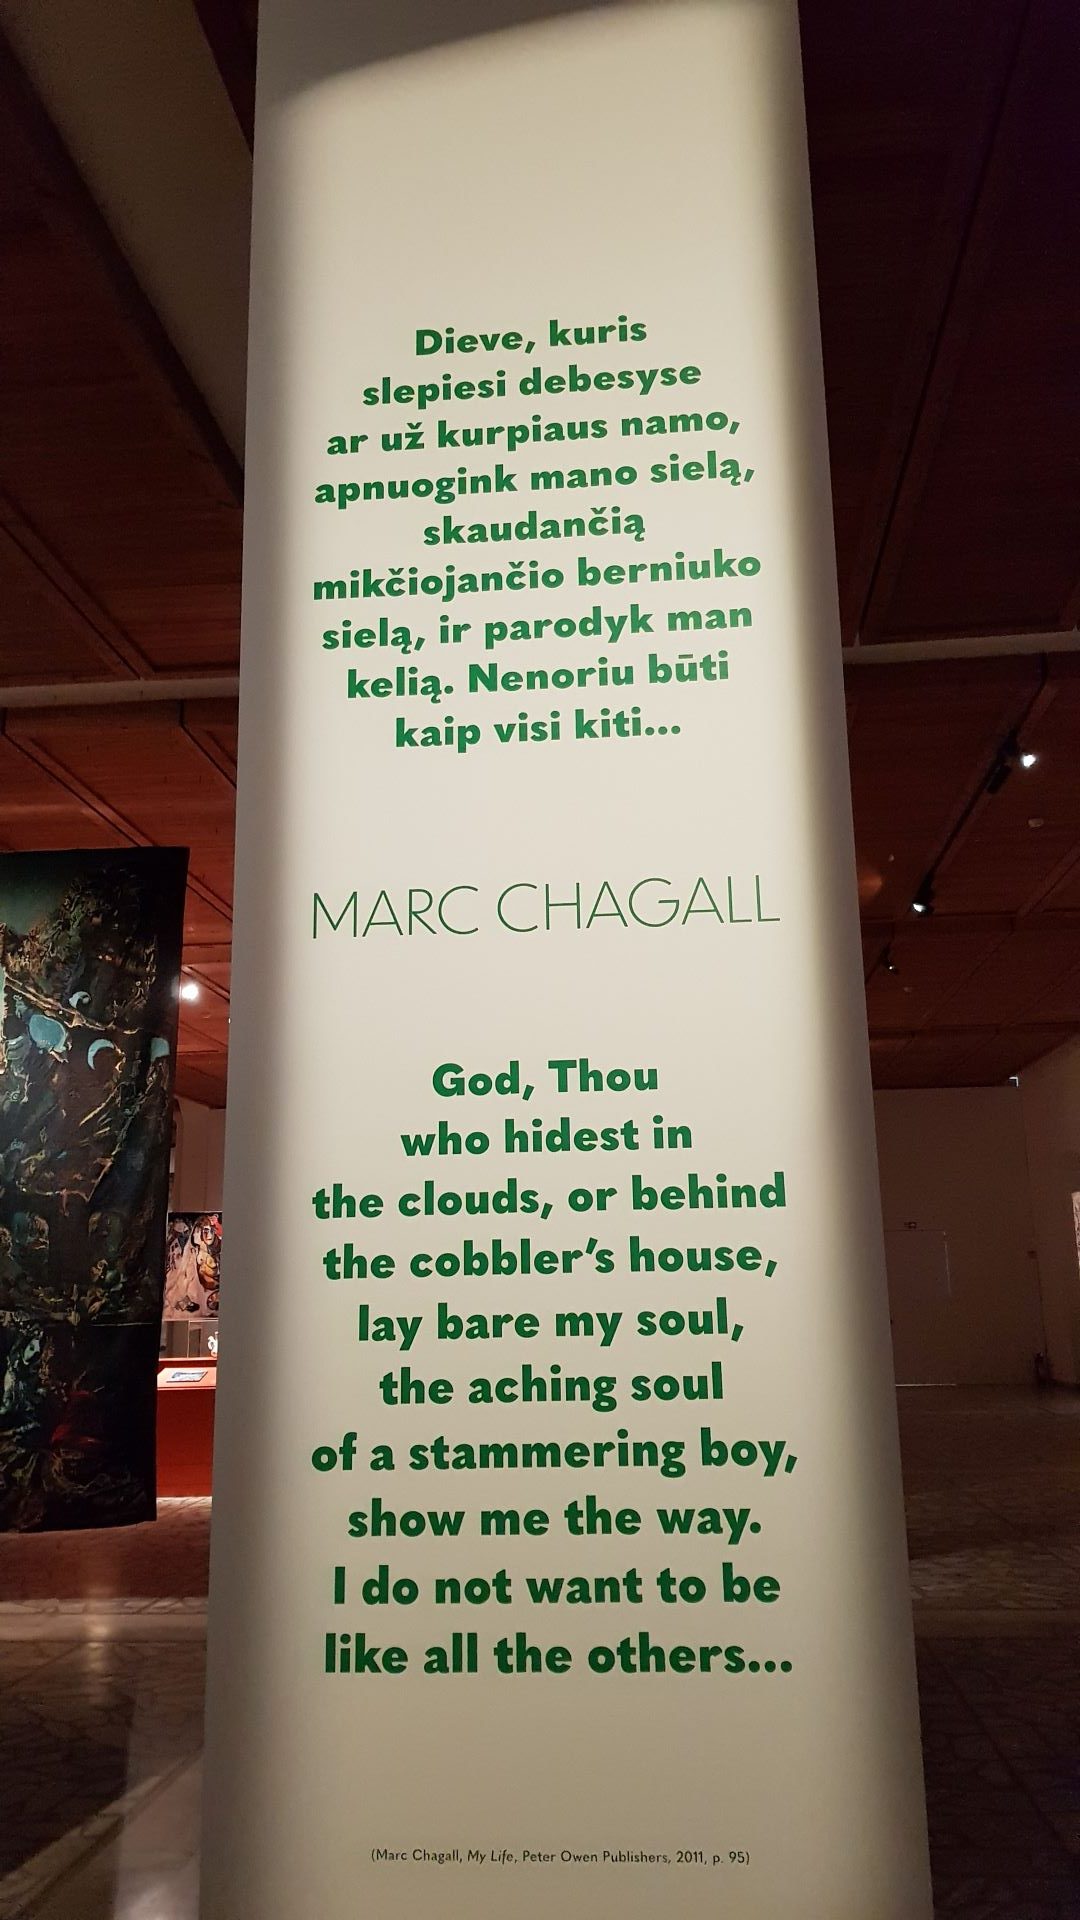 Dieve, kuris
slepiesi debesyse
ar už kurpiaus namo,
apnuogink mano sielą,
skaudančią
mikčiojančio berniuko
sielą, ir parodyk man
kelią. Nenoriu būti
kaip visi kiti...
MARC CHAGALL
God, Thou
who hidest in
the clouds, or behind
the cobbler’s house,
lay bare my soul,
the aching soul
of a stammering boy,
show me the way.
I do not want to be
like all the others...
(Marc Chagall, My Life, Peter Owen Publishers, 2011, p. 95)